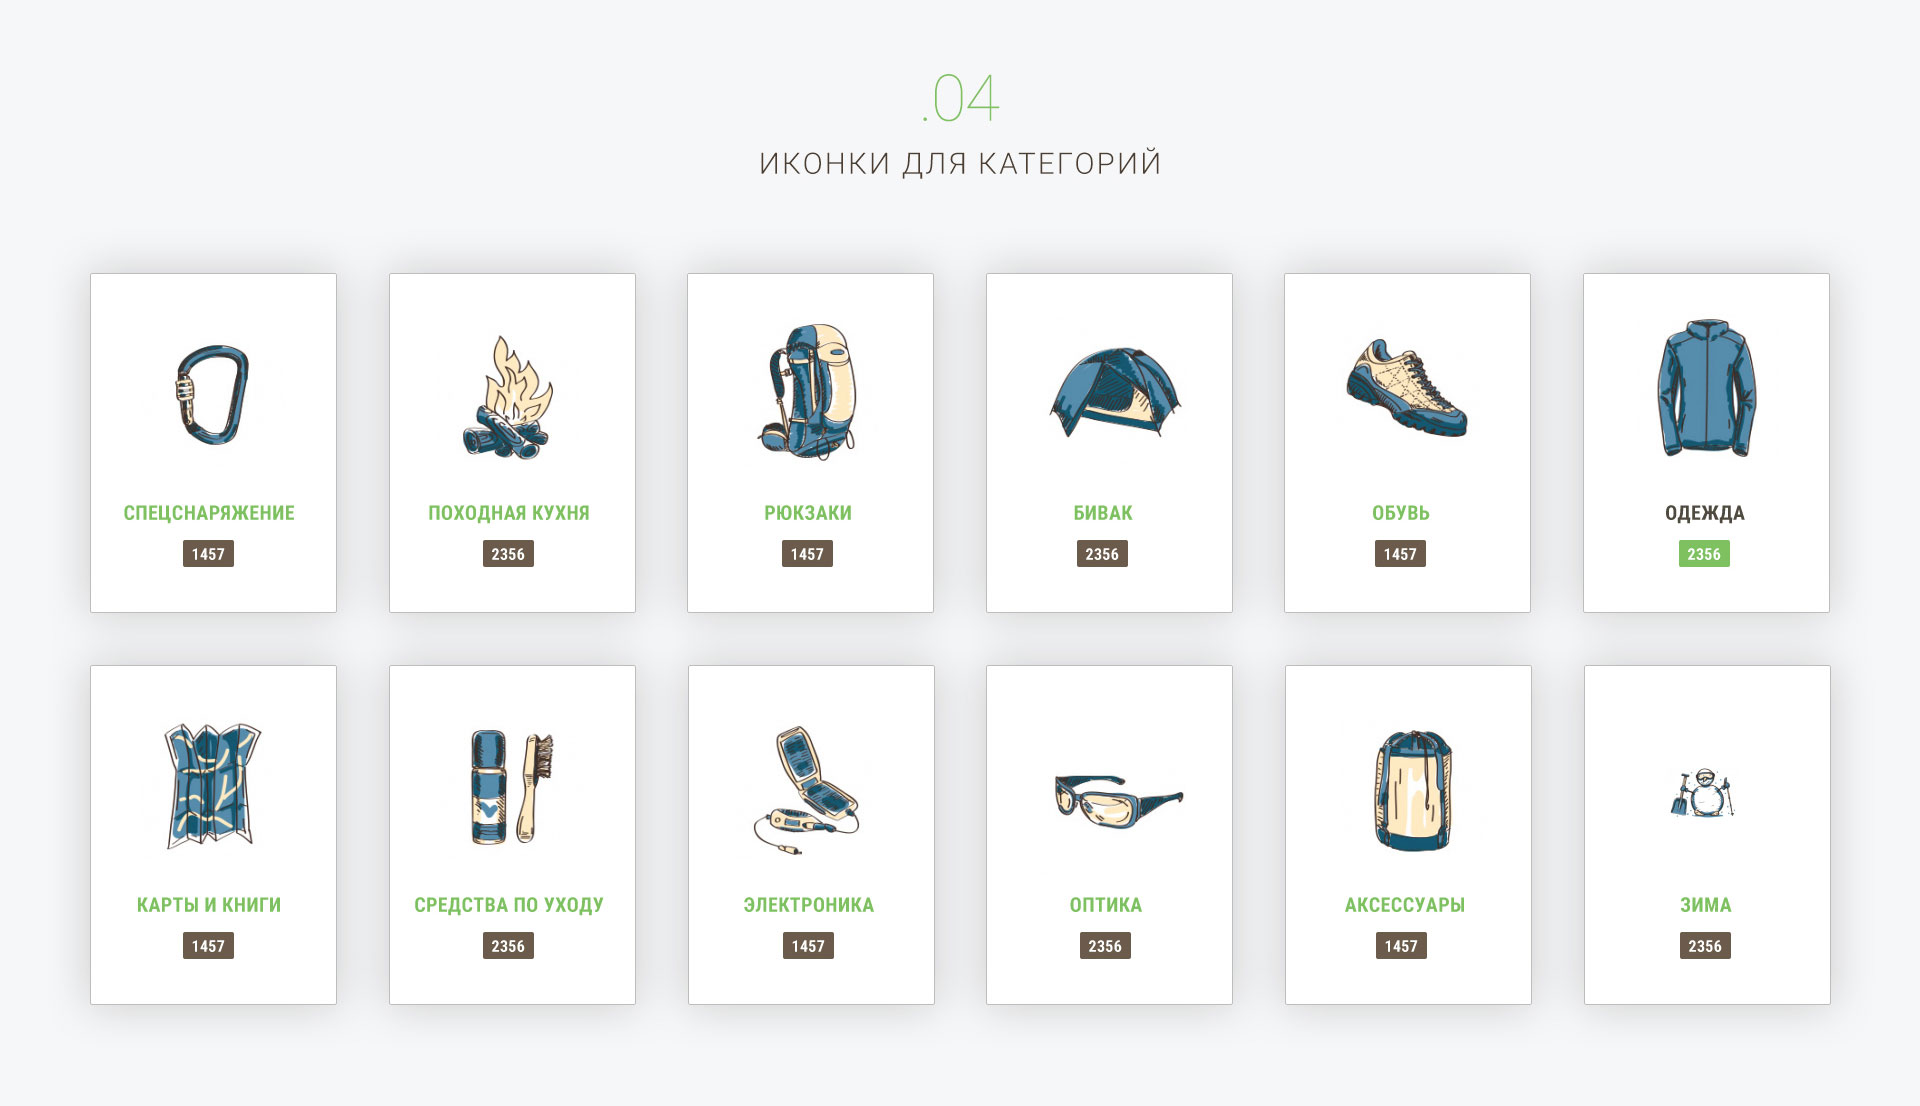 .04
ИКОНКИ ДЛЯ КАТЕГОРИЙ
СПЕЦСНАРЯЖЕНИЕ
1457
ПОХОДНАЯ КУХНЯ
2356
РЮКЗАКИ
1457
БИВАК
2356
ОБУВЬ
1457
ОДЕЖДА
2356
КАРТЫ И КНИГИ
1457
СРЕДСТВА ПО УХОДУ
2356
ЭЛЕКТРОНИКА
1457
ОПТИКА
2356
АКСЕССУАРЫ
1457
ЗИМА
2356